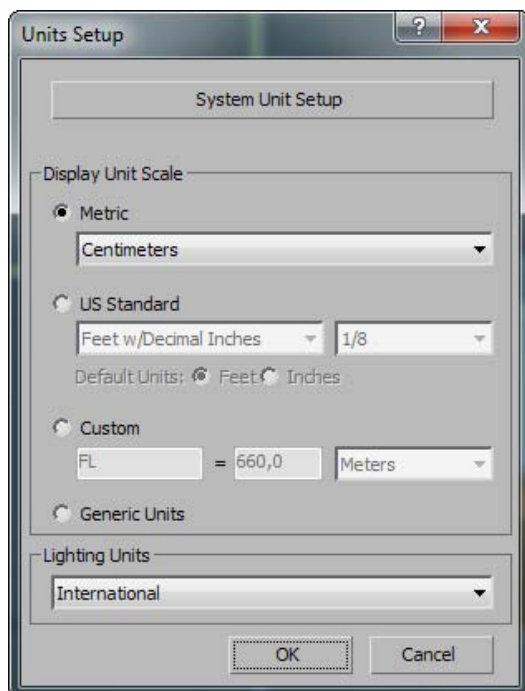 Units Setup
?
System Unit Setup
Display Unit Scale
Metric
Centimeters
US Standard
Feet w/Decimal Inches 1/8
Default Units: Feet Inches
Custom
FL = 660,0 Meters
Generic Units
Lighting Units
International
OK Cancel